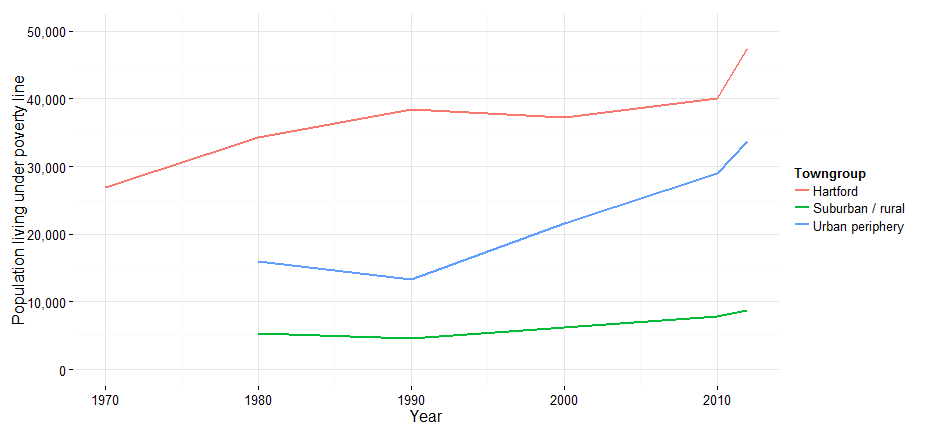 50,000
40,000
30,000
20,000
10,000
0
Population living under poverty line
1970 1980 1990 2000 2010
Year
Towngroup
Hartford
Suburban / rural
Urban periphery